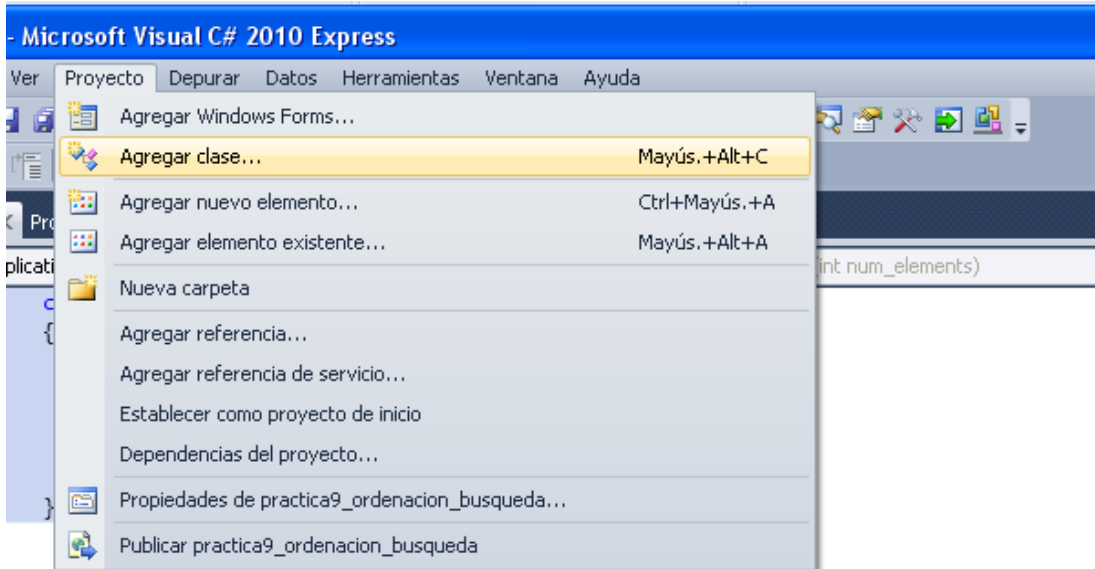 - Microsoft Visual C# 2010 Express
Ver Proyecto Depurar Datos Herramientas Ventana Ayuda
Agregar Windows Forms...
Agregar clase... Mayús.+Alt+C
Agregar nuevo elemento... Ctrl+Mayús.+A
Pro
Agregar elemento existente... Mayús.+Alt+A
plicati int num_elements)
Nueva carpeta
c
{
Agregar referencia...
Agregar referencia de servicio...
Establecer como proyecto de inicio
Dependencias del proyecto...
Propiedades de practica9_ordenacion_busqueda...
}
Publicar practica9_ordenacion_busqueda